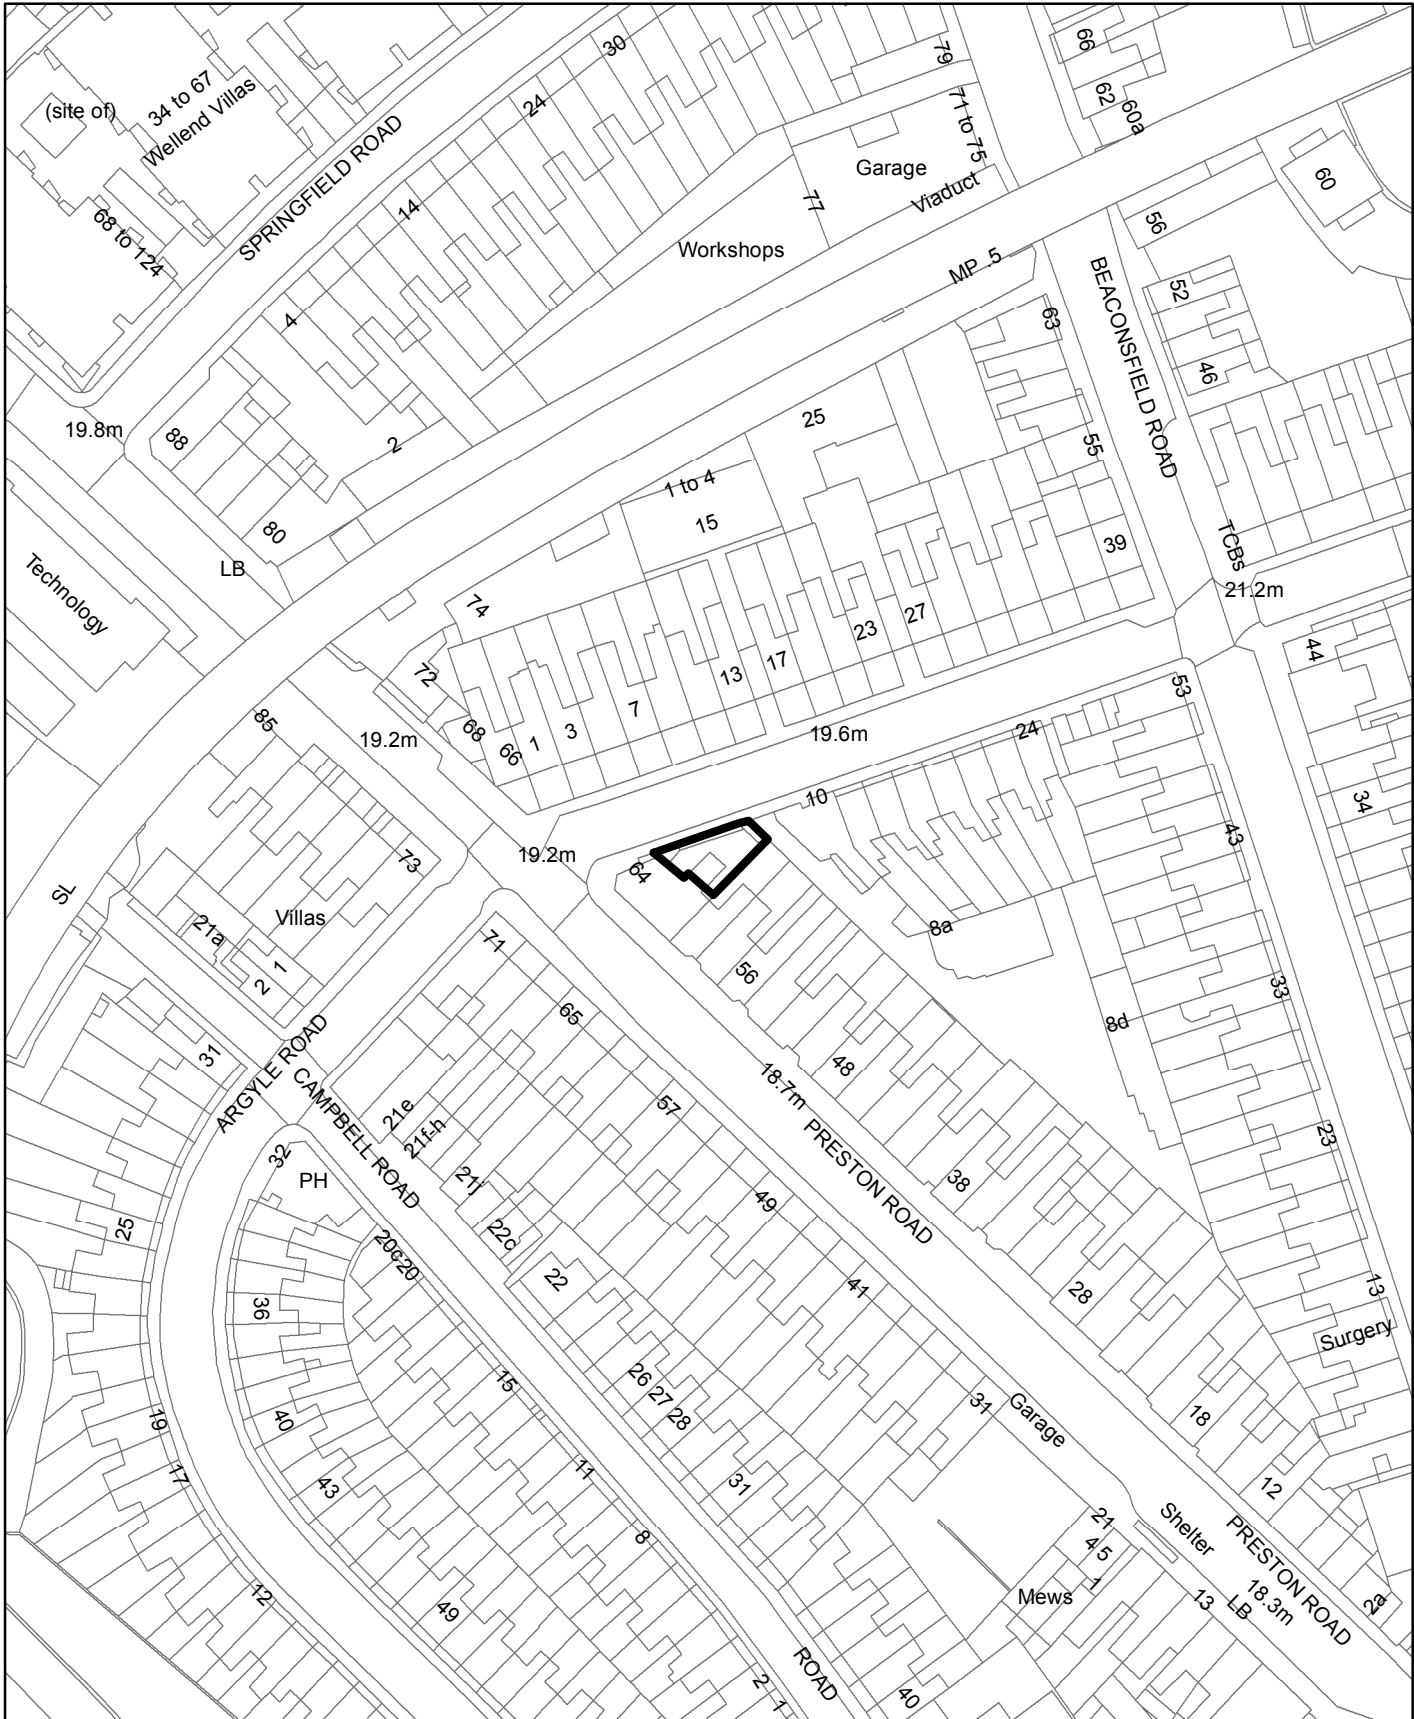 30
79
66
(site of)
34 to 67
Wellend Villas
24
71 to 75
62
60a
SPRINGFIELD ROAD
Garage
Viaduct
60
68 to 124
14
77
56
Workshops
MP .5
BEACONSFIELD ROAD
52
4
63
46
19.8m
88
2
25
55
1 to 4
15
80
LB
39
TCBs
Technology
21.2m
74
27
23
44
72
13
17
53
85
7
68
66
1
3
19.2m
19.6m
24
10
34
43
19.2m
73
64
SL
Villas
21a
1
2
71
8a
56
33
65
8d
31
ARGYLE ROAD
48
18.7m
CAMPBELL ROAD
21e
21f-h
57
PRESTON ROAD
23
32
PH
21j
38
49
25
22c
20c
20
22
36
41
28
13
Surgery
15
26
27
28
31
Garage
18
19
40
17
43
11
31
12
8
21
4
5
1
Shelter
PRESTON ROAD
12
49
Mews
13
LB
18.3m
2a
ROAD
2
1
40